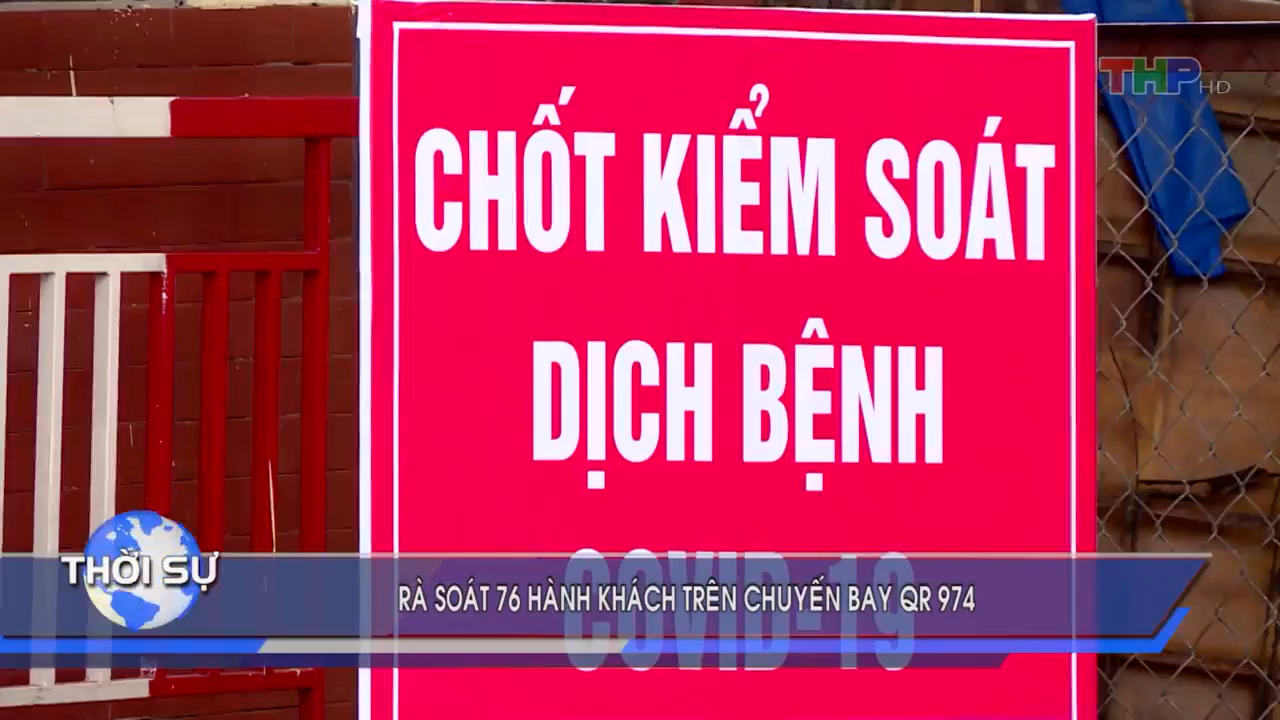 THP HD
CHỐT KIỂM SOÁT
DỊCH BỆNH
COVID-19
THỜI SỰ
RÀ SOÁT 76 HÀNH KHÁCH TRÊN CHUYẾN BAY QR 974